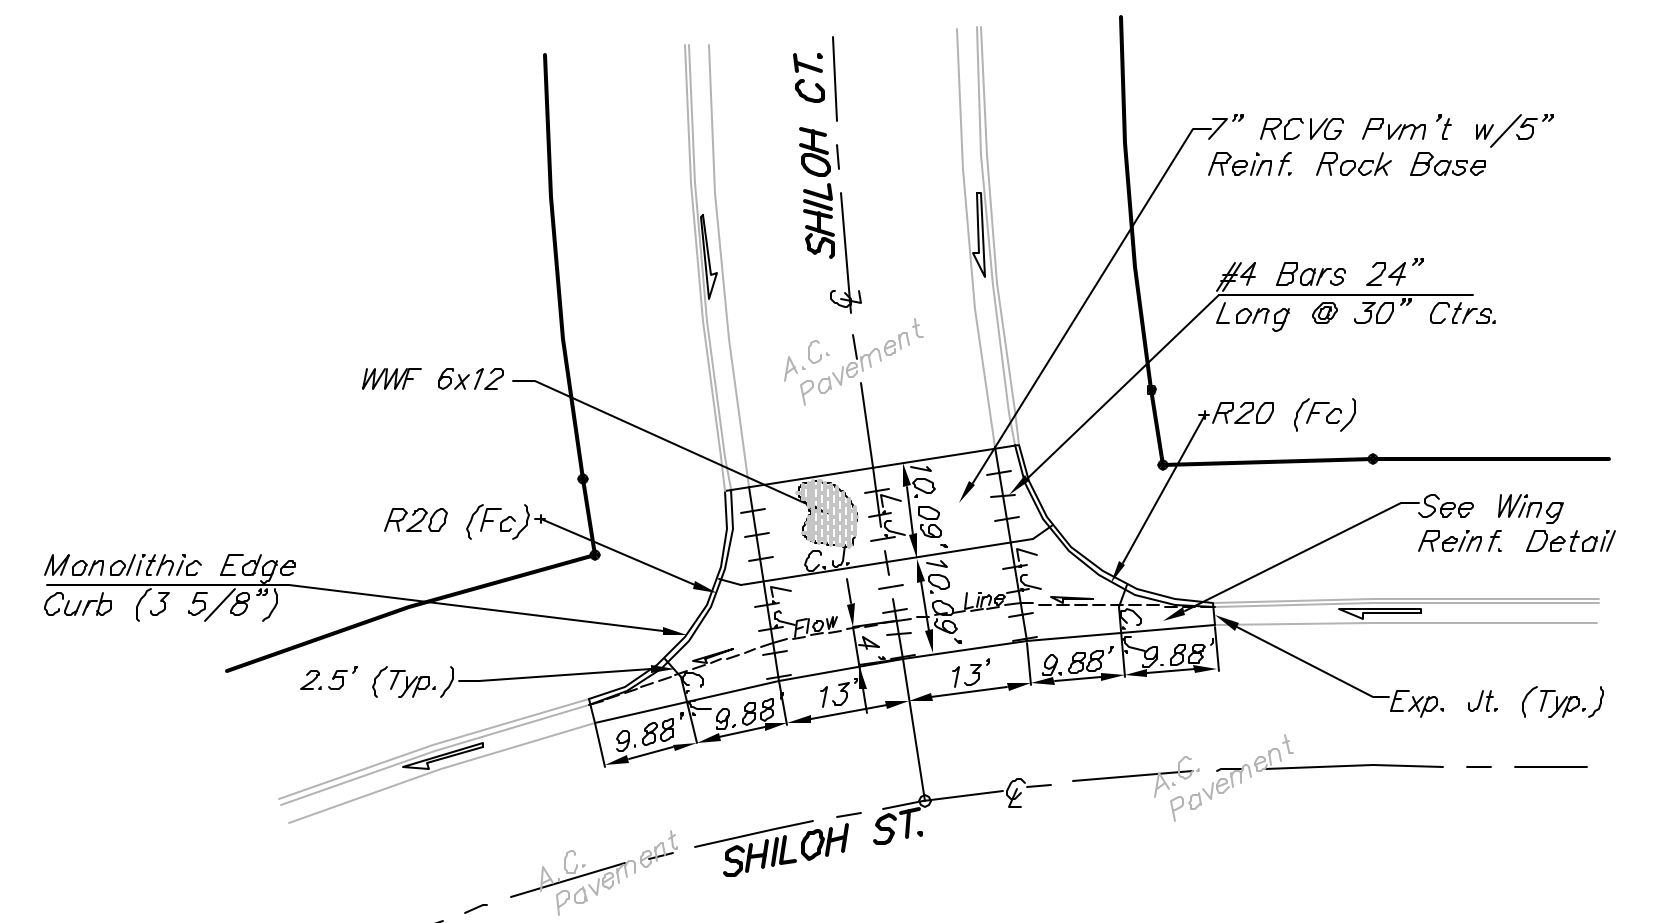 SHILOH CT.
7" RCVG Pvm't w/5"
Reinf. Rock Base
#4 Bars 24"
Long @ 30" Ctrs.
A.C.
Pavement
WWF 6x12
R20 (Fc)
R20 (Fc)
See Wing
Reinf. Detail
Monolithic Edge
Curb (3 5/8")
10.09'
L.J.
C.J.
L.J.
10.09'
L.J.
Flow Line
C.J.
4'
2.5' (Typ.)
C.J.
9.88'
9.88'
13'
13'
9.88'
9.88'
Exp. Jt. (Typ.)
SHILOH ST.
A.C.
Pavement
A.C.
Pavement